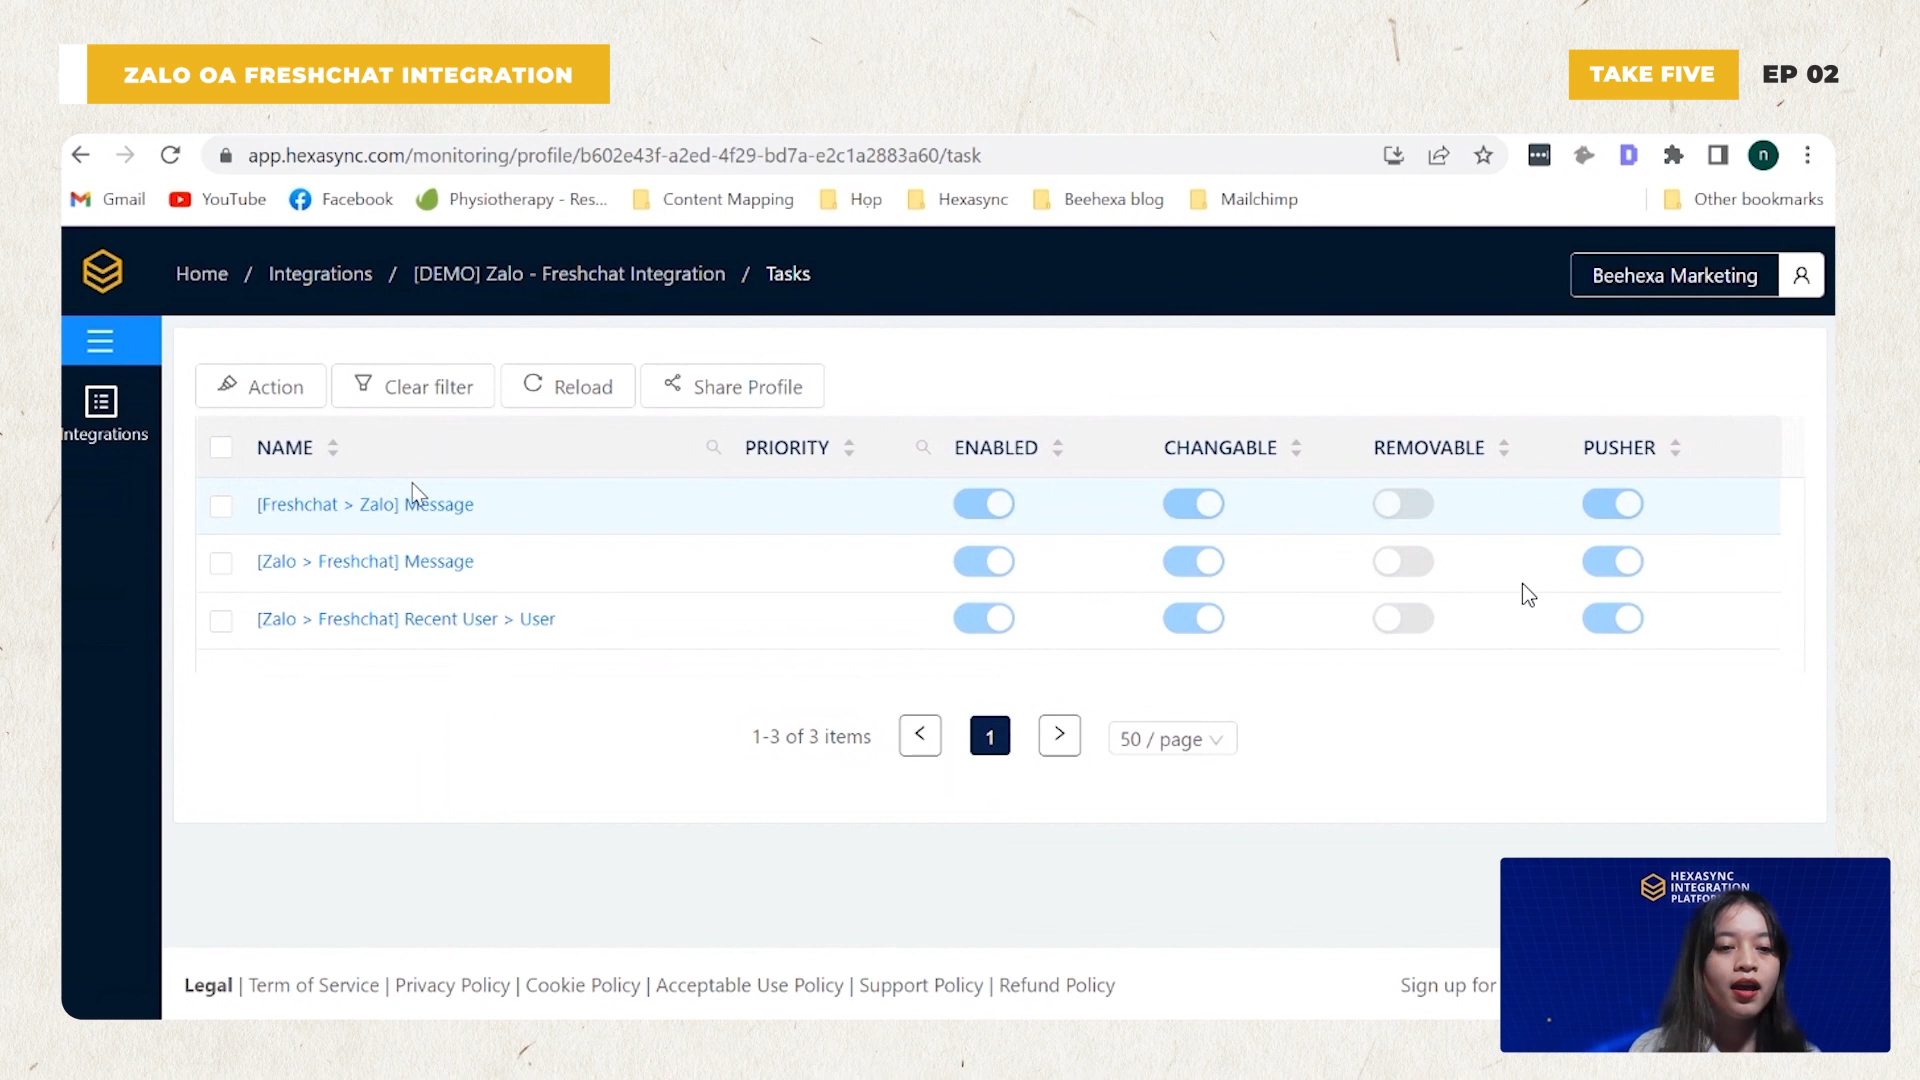 ZALO OA FRESHCHAT INTEGRATION
TAKE FIVE EP 02
app.hexasync.com/monitoring/profile/b602e43f-a2ed-4f29-bd7a-e2c1a2883a60/task
n
Gmail YouTube Facebook Physiotherapy - Res... Content Mapping Hợp Hexasync Beehexa blog Mailchimp Other bookmarks
Home / Integrations / [DEMO] Zalo - Freshchat Integration / Tasks
Beehexa Marketing
Integrations
Action Clear filter Reload Share Profile
NAME PRIORITY ENABLED CHANGABLE REMOVABLE PUSHER
[Freshchat > Zalo] Message
[Zalo > Freshchat] Message
[Zalo > Freshchat] Recent User > User
1-3 of 3 items < 1 > 50 / page
Legal | Term of Service | Privacy Policy | Cookie Policy | Acceptable Use Policy | Support Policy | Refund Policy
Sign up for
HEXASYNC
INTEGRATION